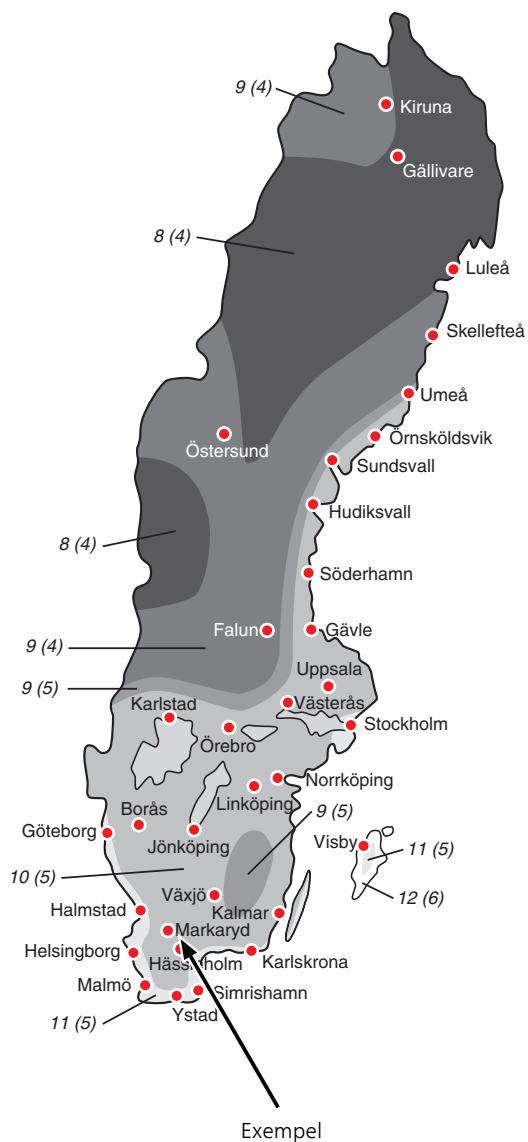 9 (4)
Kiruna
Gällivare
8 (4)
Luleå
Skellefteå
Umeå
Östersund
Örnsköldsvik
Sundsvall
Hudiksvall
8 (4)
Söderhamn
Falun
Gävle
9 (4)
Uppsala
9 (5)
Karlstad
Västerås
Stockholm
Örebro
Norrköping
Linköping
9 (5)
Borås
Göteborg
Jönköping
Visby
11 (5)
10 (5)
12 (6)
Växjö
Halmstad
Kalmar
Markaryd
Helsingborg
Hässleholm
Karlskrona
Malmö
Simrishamn
Ystad
11 (5)
Exempel